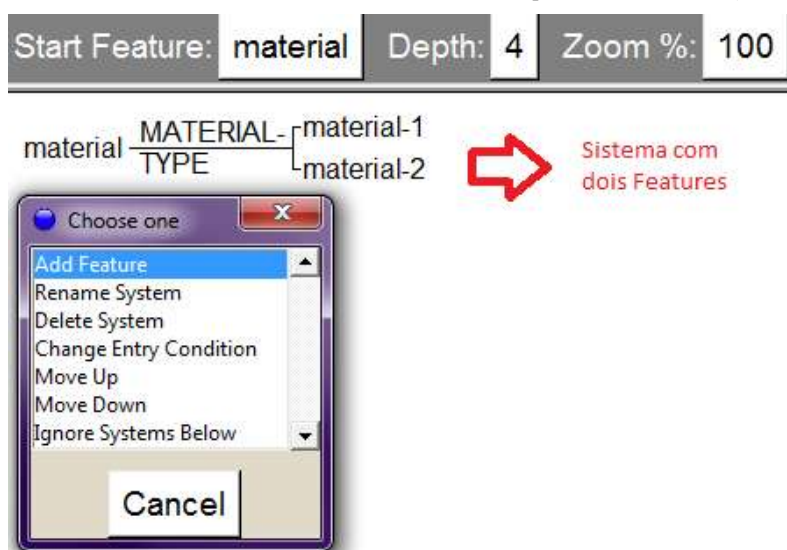 Start Feature: material Depth: 4 Zoom %: 100
material MATERIAL-TYPE material-1
material-2
Sistema com
dois Features
Choose one
Add Feature
Rename System
Delete System
Change Entry Condition
Move Up
Move Down
Ignore Systems Below
Cancel